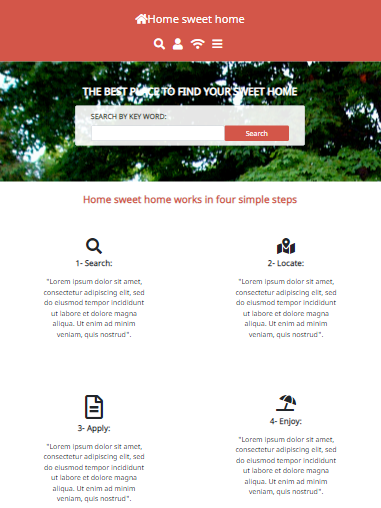 Home sweet home
THE BEST PLACE TO FIND YOUR SWEET HOME
SEARCH BY KEY WORD:
Search
Home sweet home works in four simple steps
1- Search:
"Lorem ipsum dolor sit amet,
consectetur adipiscing elit, sed
do eiusmod tempor incididunt
ut labore et dolore magna
aliqua. Ut enim ad minim
veniam, quis nostrud".
2- Locate:
"Lorem ipsum dolor sit amet,
consectetur adipiscing elit, sed
do eiusmod tempor incididunt
ut labore et dolore magna
aliqua. Ut enim ad minim
veniam, quis nostrud".
3- Apply:
"Lorem ipsum dolor sit amet,
consectetur adipiscing elit, sed
do eiusmod tempor incididunt
ut labore et dolore magna
aliqua. Ut enim ad minim
veniam, quis nostrud".
4- Enjoy:
"Lorem ipsum dolor sit amet,
consectetur adipiscing elit, sed
do eiusmod tempor incididunt
ut labore et dolore magna
aliqua. Ut enim ad minim
veniam, quis nostrud".